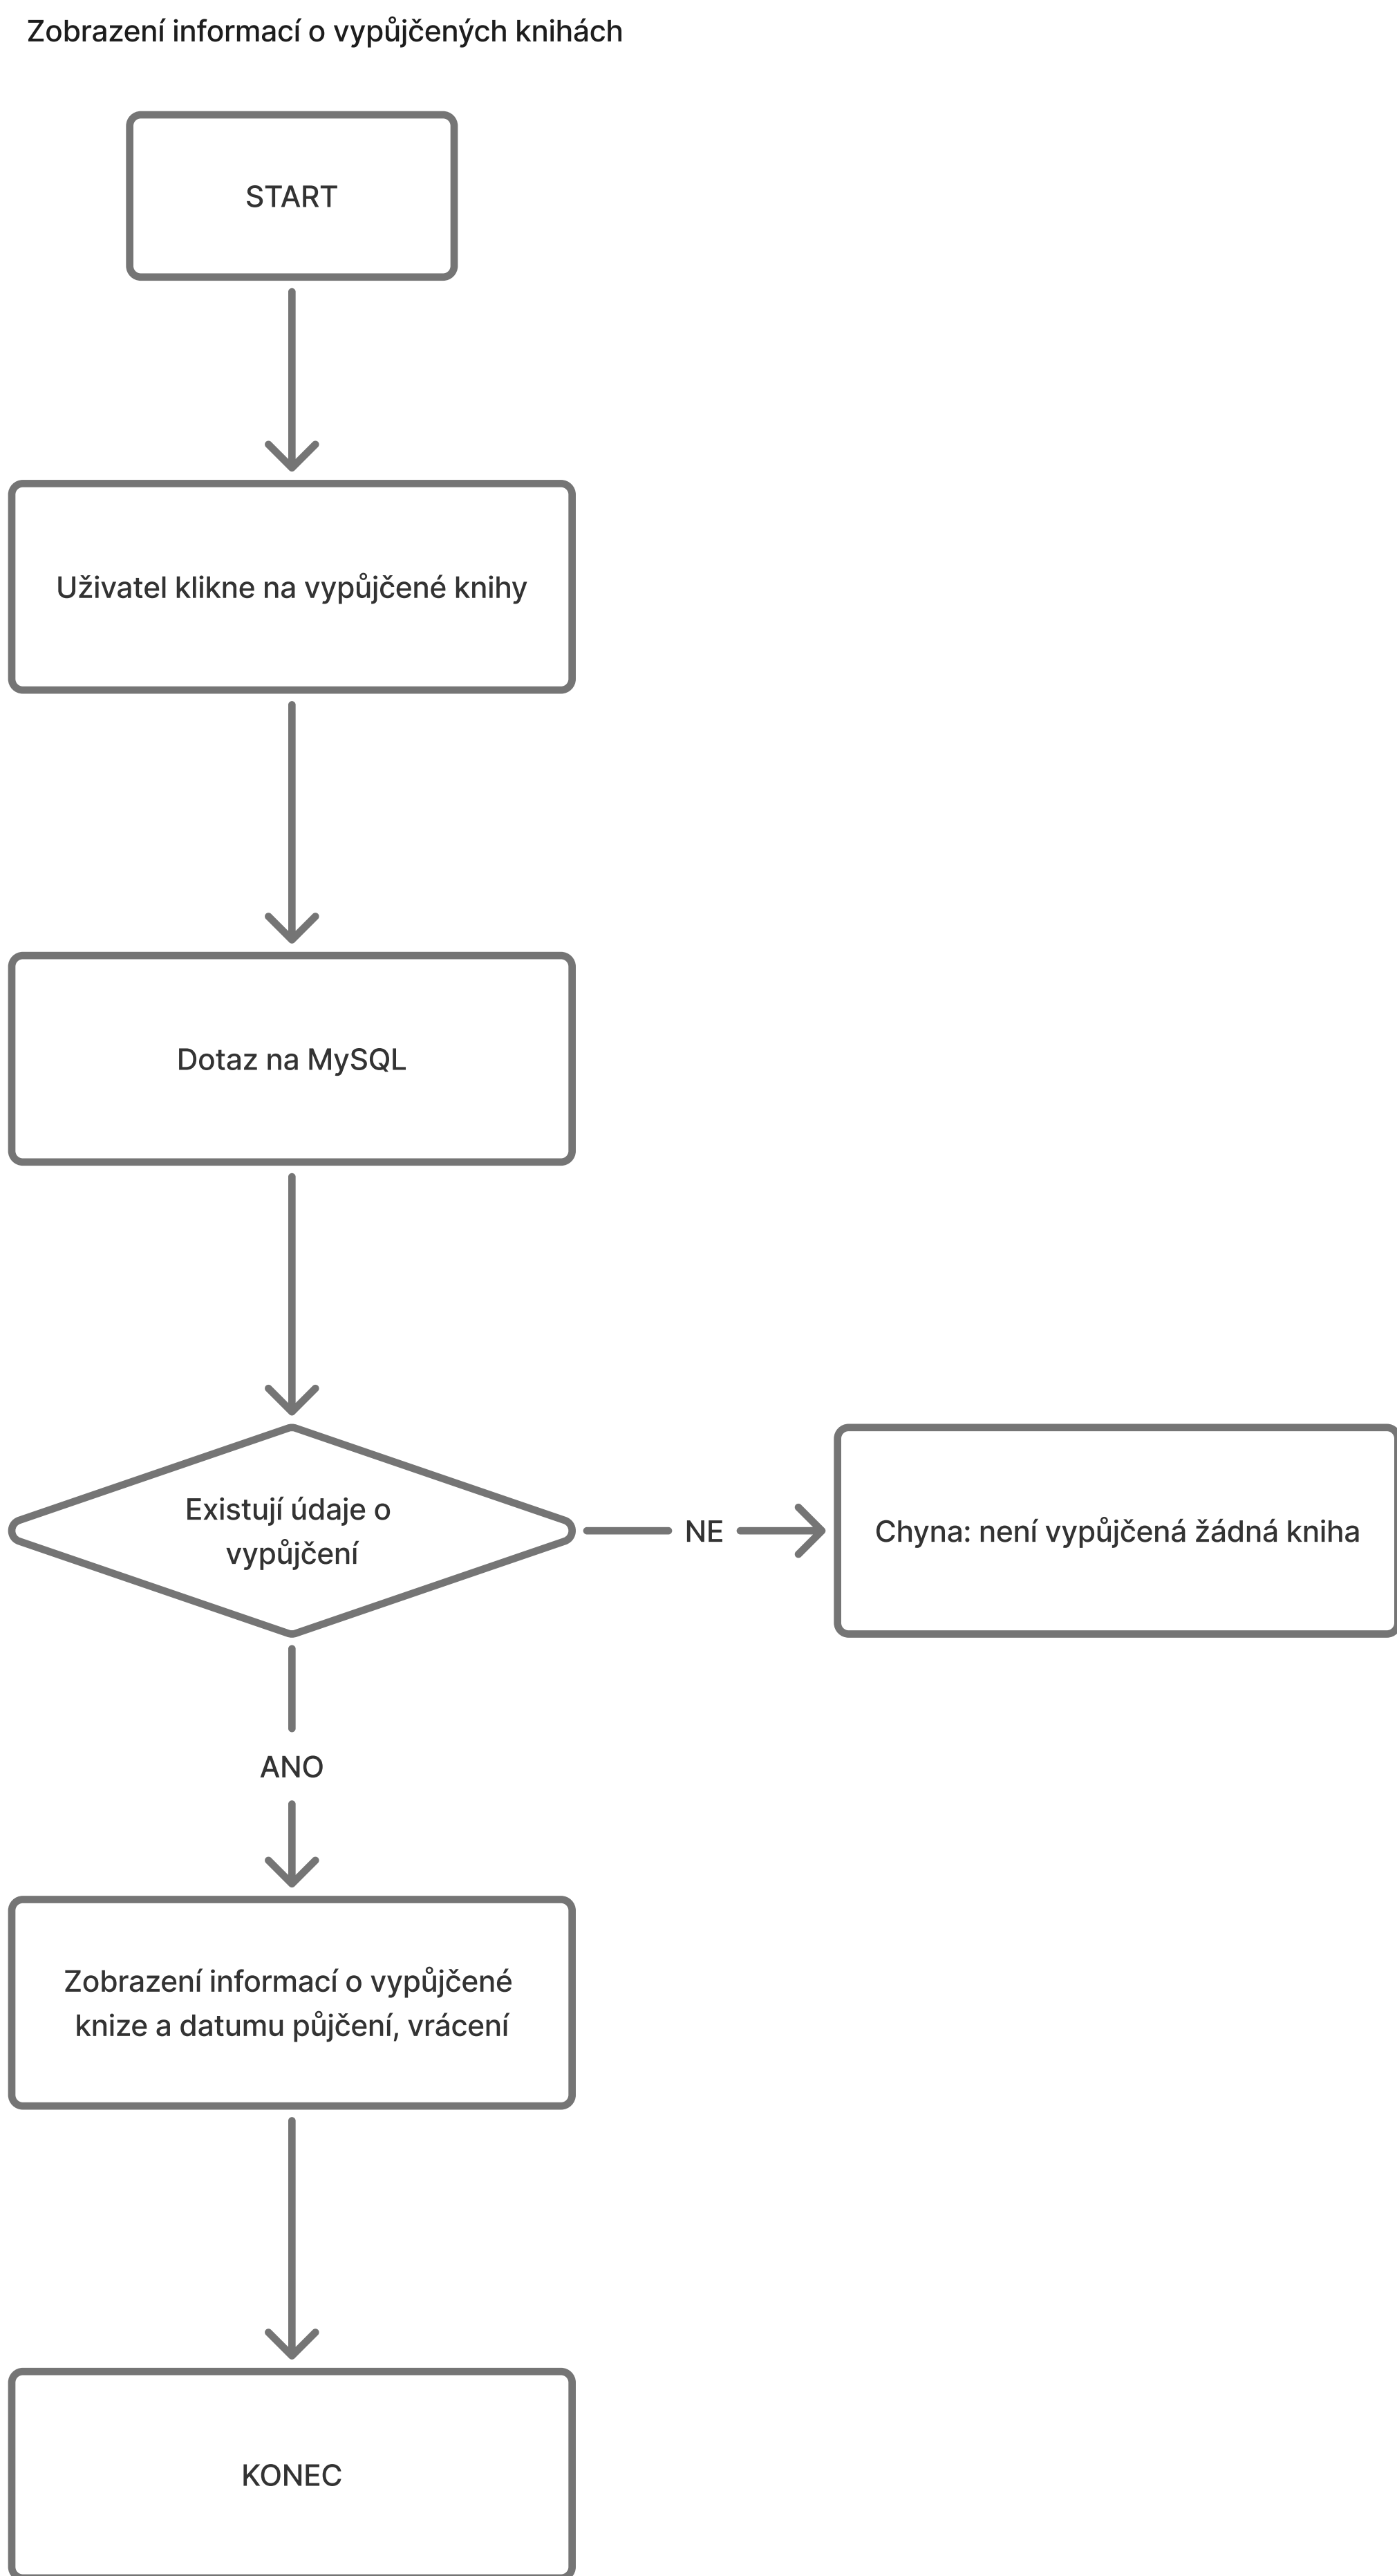 Zobrazení informací o vypůjčených knihách
START
Uživatel klikne na vypůjčené knihy
Dotaz na MySQL
Existují údaje o
vypůjčení
NE
Chyna: není vypůjčená žádná kniha
ANO
Zobrazení informací o vypůjčené
knize a datumu půjčení, vrácení
KONEC